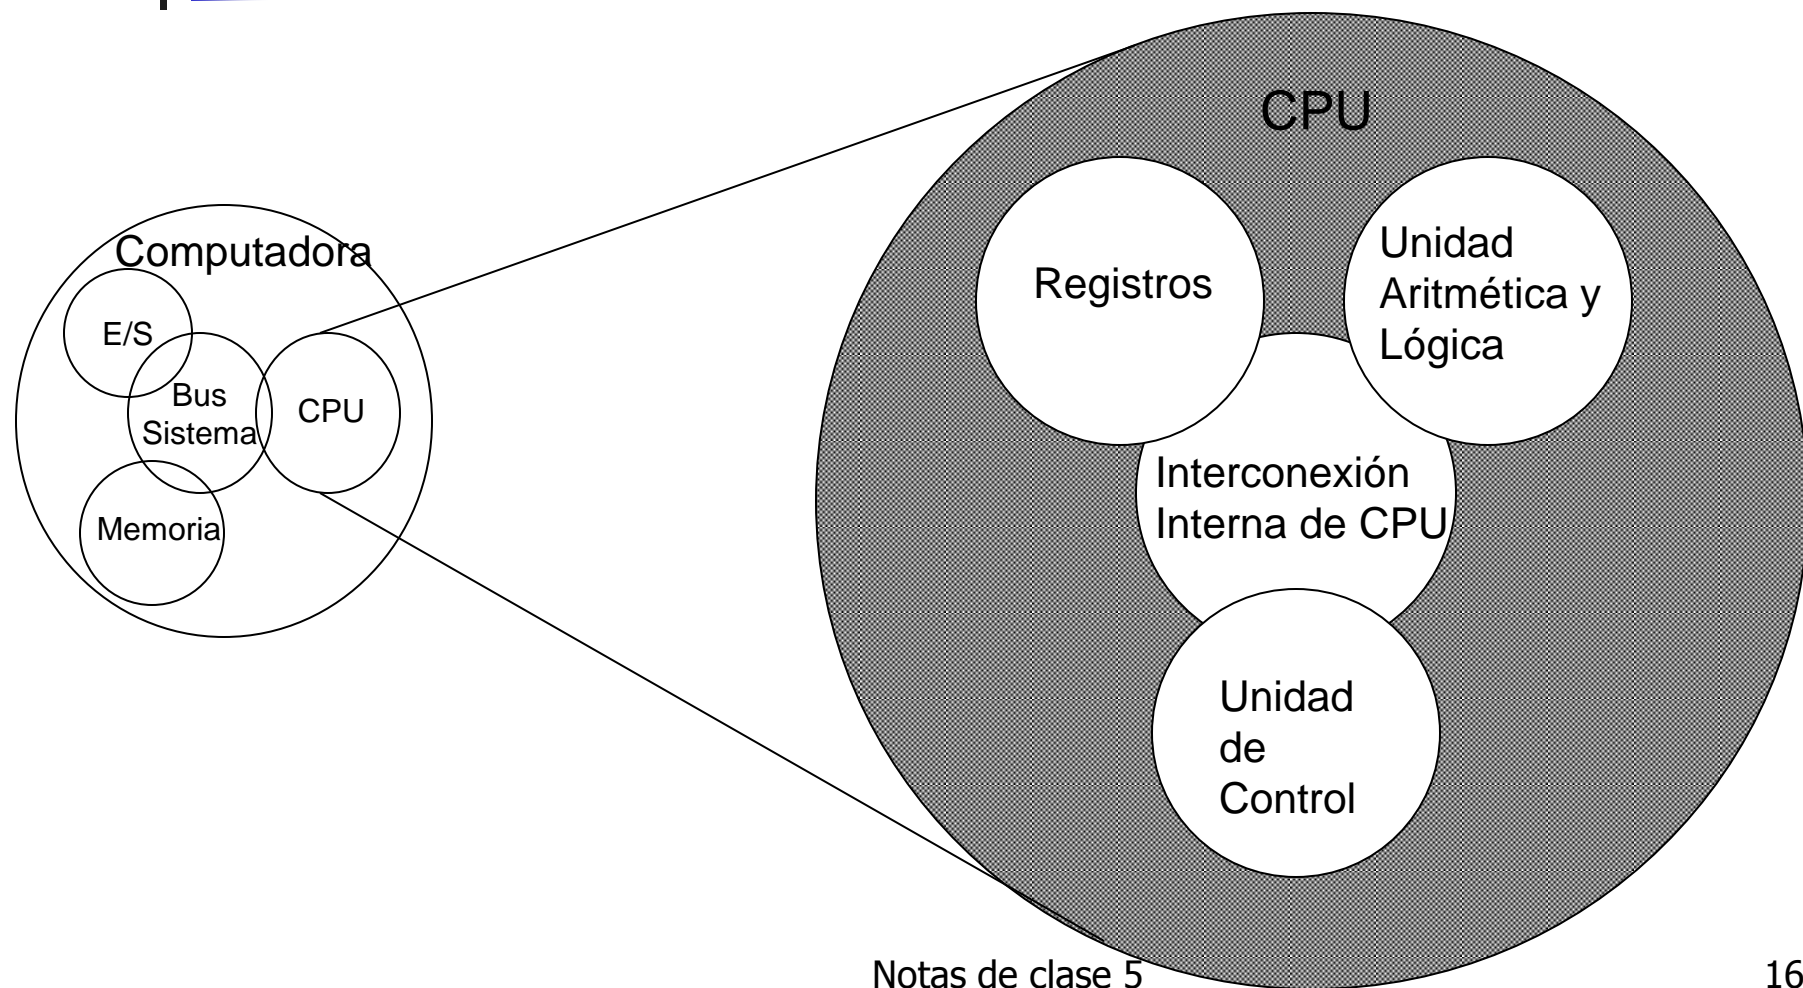 Computadora
E/S
Bus
Sistema
CPU
Memoria
CPU
Registros
Unidad
Aritmética y
Lógica
Interconexión
Interna de CPU
Unidad
de
Control
Notas de clase 5
16